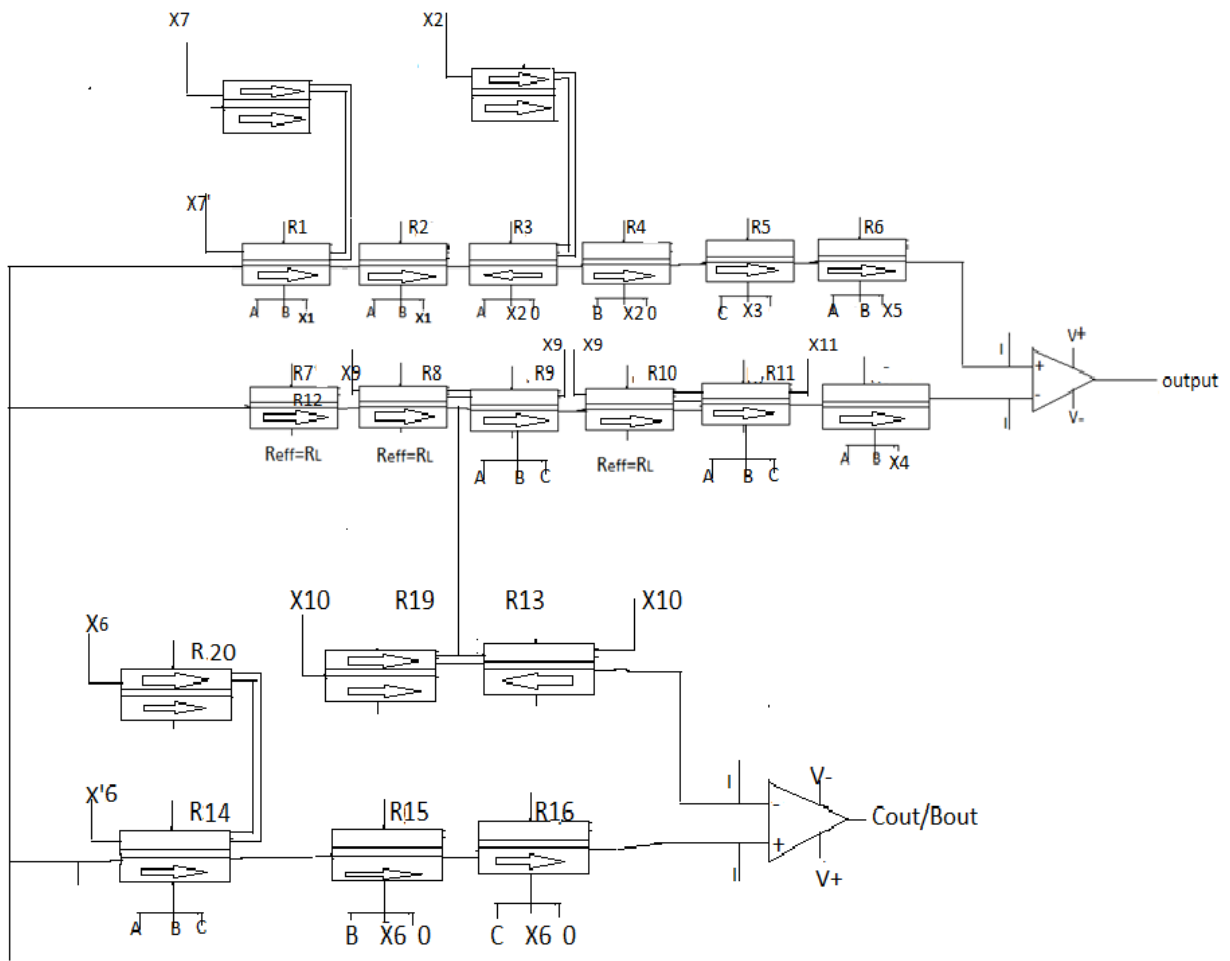 X7 X2
X7' R1 R2 R3 R4 R5 R6
A B X1 A B X1 A X2 0 B X2 0 C X3 A B X5
V+
I
+
output
-
V-
I
X9 X9 X11
R7 X9 R8 R9 R10 R11
R12
Reff=RL Reff=RL A B C Reff=RL A B C A B X4
X10 R19 R13 X10
X6 R.20
X'6 R14 R15 R16
I V-
-
Cout/Bout
+
I V+
A B C B X6 0 C X6 0